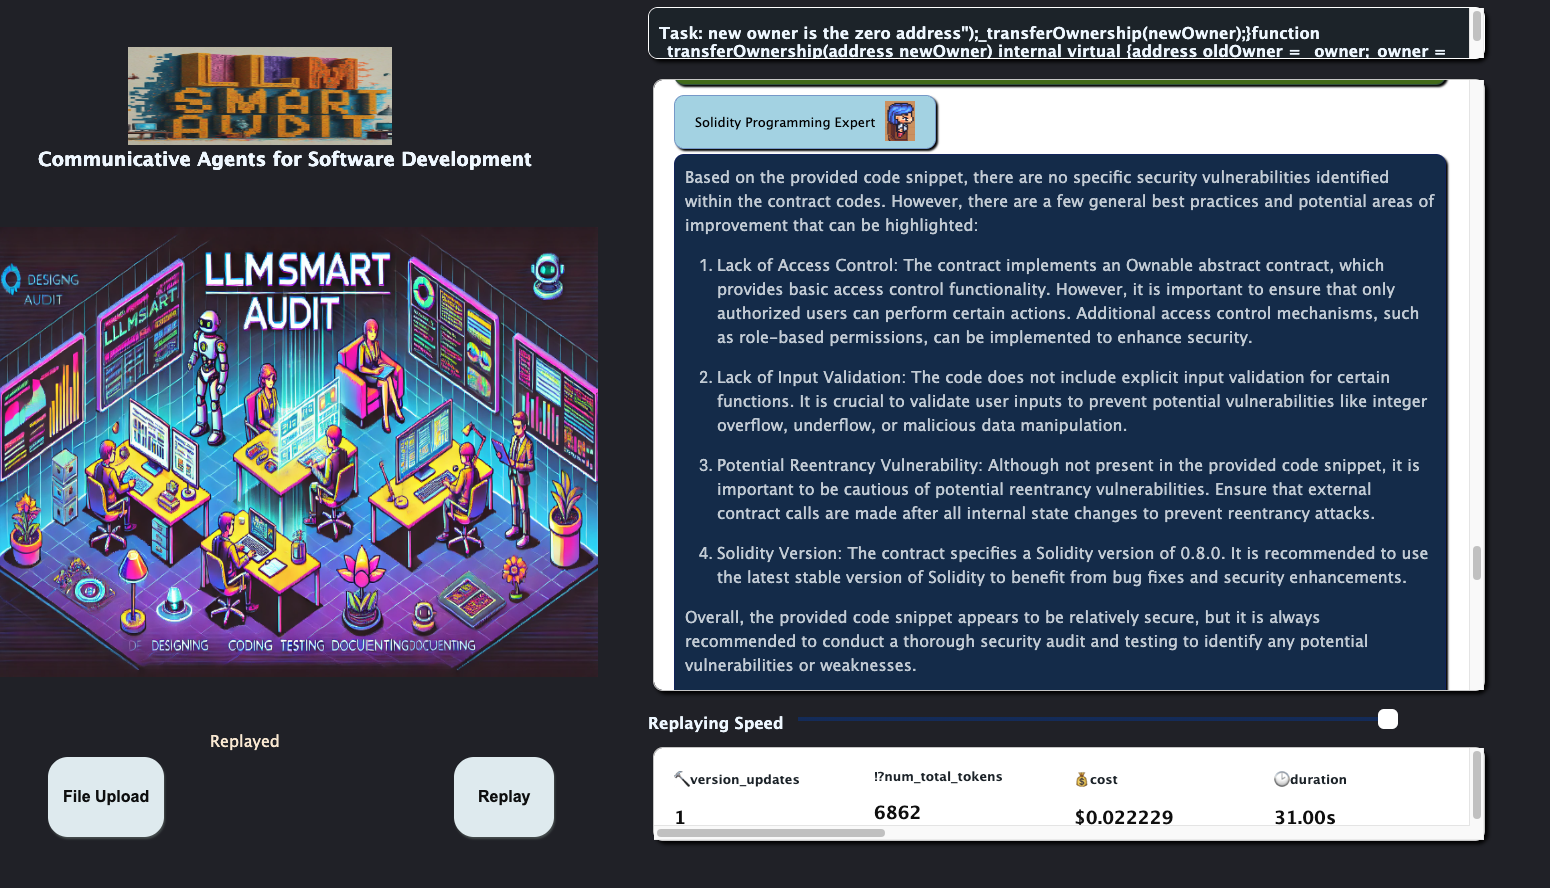 LLM
SMART
AUDIT
Communicative Agents for Software Development
DESIGNG
AUDIT
LLMSMART
LLMSMART
AUDIT
DF DESIGNING CODING TESTING DOCUENTING DOCUENTING
Replayed
File Upload
Replay
Task: new owner is the zero address");_transferOwnership(newOwner);}function
_transferOwnership(address newOwner) internal virtual {address oldOwner = _owner;_owner =
Solidity Programming Expert
Based on the provided code snippet, there are no specific security vulnerabilities identified
within the contract codes. However, there are a few general best practices and potential areas of
improvement that can be highlighted:
1. Lack of Access Control: The contract implements an Ownable abstract contract, which
provides basic access control functionality. However, it is important to ensure that only
authorized users can perform certain actions. Additional access control mechanisms, such
as role-based permissions, can be implemented to enhance security.
2. Lack of Input Validation: The code does not include explicit input validation for certain
functions. It is crucial to validate user inputs to prevent potential vulnerabilities like integer
overflow, underflow, or malicious data manipulation.
3. Potential Reentrancy Vulnerability: Although not present in the provided code snippet, it is
important to be cautious of potential reentrancy vulnerabilities. Ensure that external
contract calls are made after all internal state changes to prevent reentrancy attacks.
4. Solidity Version: The contract specifies a Solidity version of 0.8.0. It is recommended to use
the latest stable version of Solidity to benefit from bug fixes and security enhancements.
Overall, the provided code snippet appears to be relatively secure, but it is always
recommended to conduct a thorough security audit and testing to identify any potential
vulnerabilities or weaknesses.
Replaying Speed
🔨version_updates
⁉num_total_tokens
💰cost
🕑duration
1
6862
$0.022229
31.00s